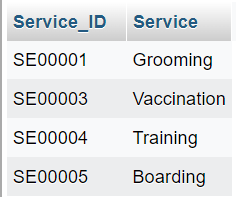 Service_ID Service
SE00001 Grooming
SE00003 Vaccination
SE00004 Training
SE00005 Boarding